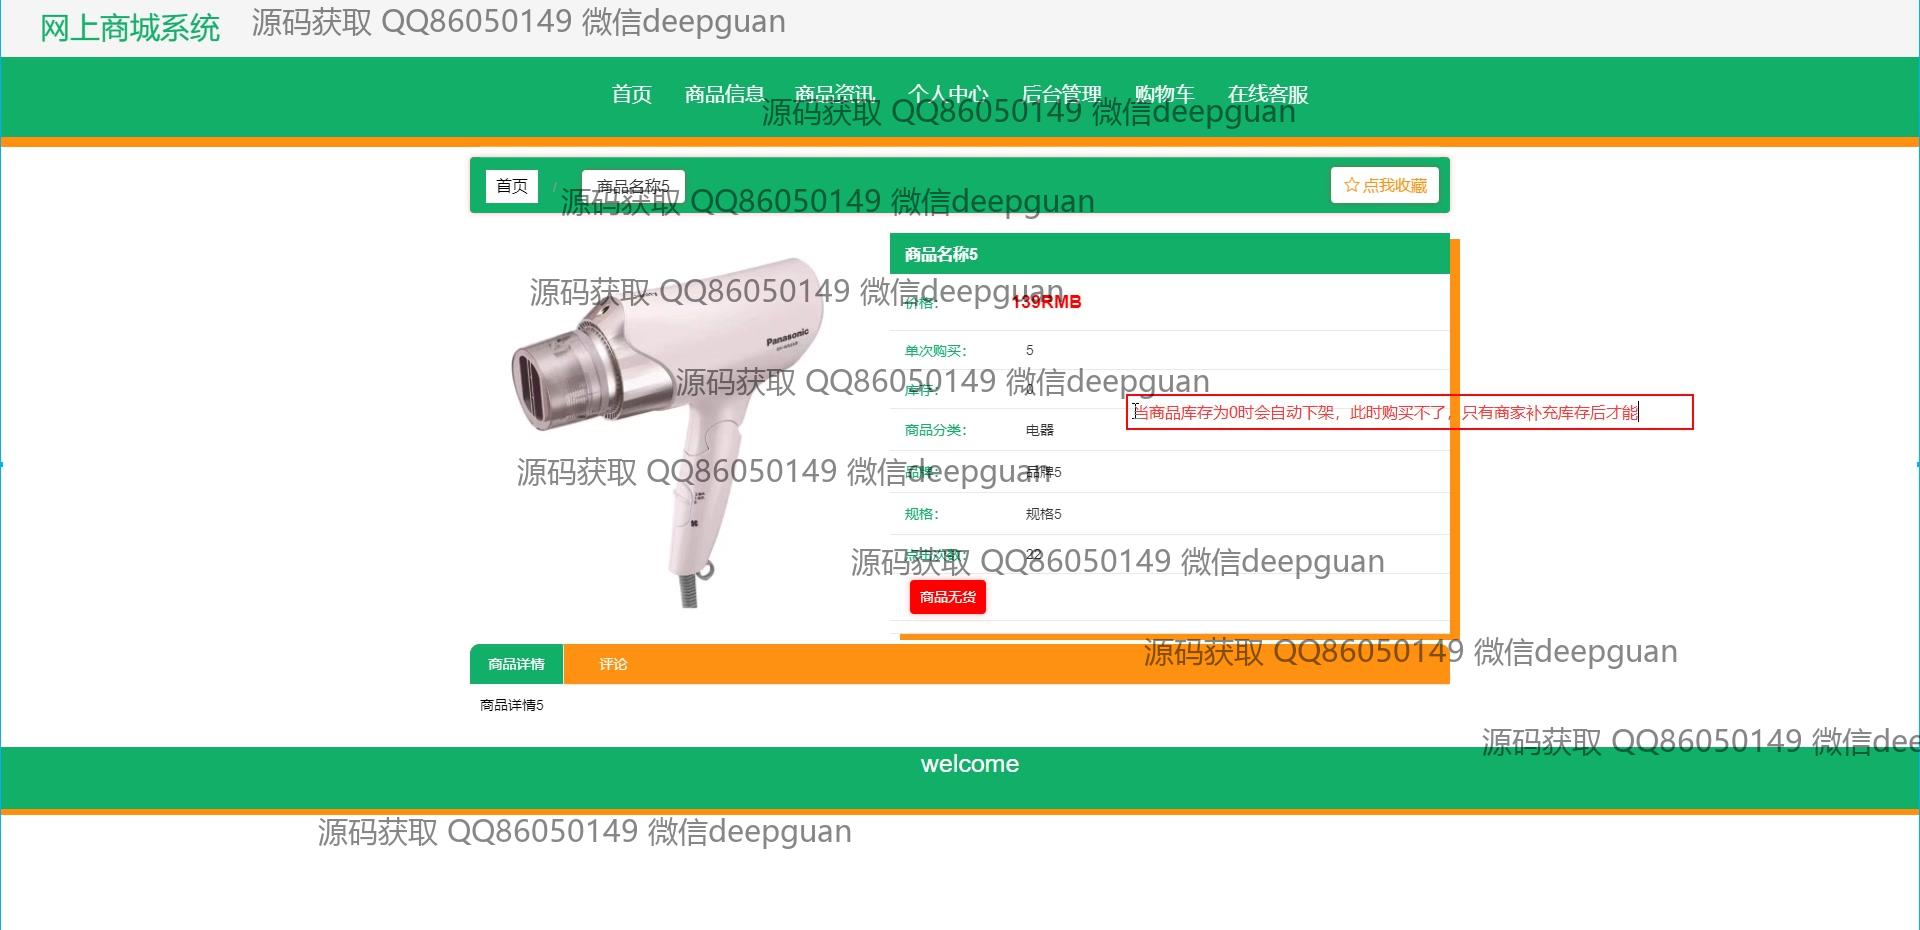 网上商城系统
源码获取 QQ86050149 微信deepguan
首页 商品信息 商品资讯 个人中心 后台管理 购物车 在线客服
源码获取 QQ86050149 微信deepguan
首页 / 商品名称5 ☆点我收藏
源码获取 QQ86050149 微信deepguan
商品名称5
源码获取 QQ86050149 微信deepguan
价格： 139RMB
Panasonic
单次购买： 5
源码获取 QQ86050149 微信deepguan
库存： 0
当商品库存为0时会自动下架，此时购买不了，只有商家补充库存后才能
商品分类： 电器
源码获取 QQ86050149 微信deepguan
品牌： 品牌5
规格： 规格5
点击次数： 22
源码获取 QQ86050149 微信deepguan
商品无货
源码获取 QQ86050149 微信deepguan
商品详情 评论
商品详情5
源码获取 QQ86050149 微信dee
welcome
源码获取 QQ86050149 微信deepguan